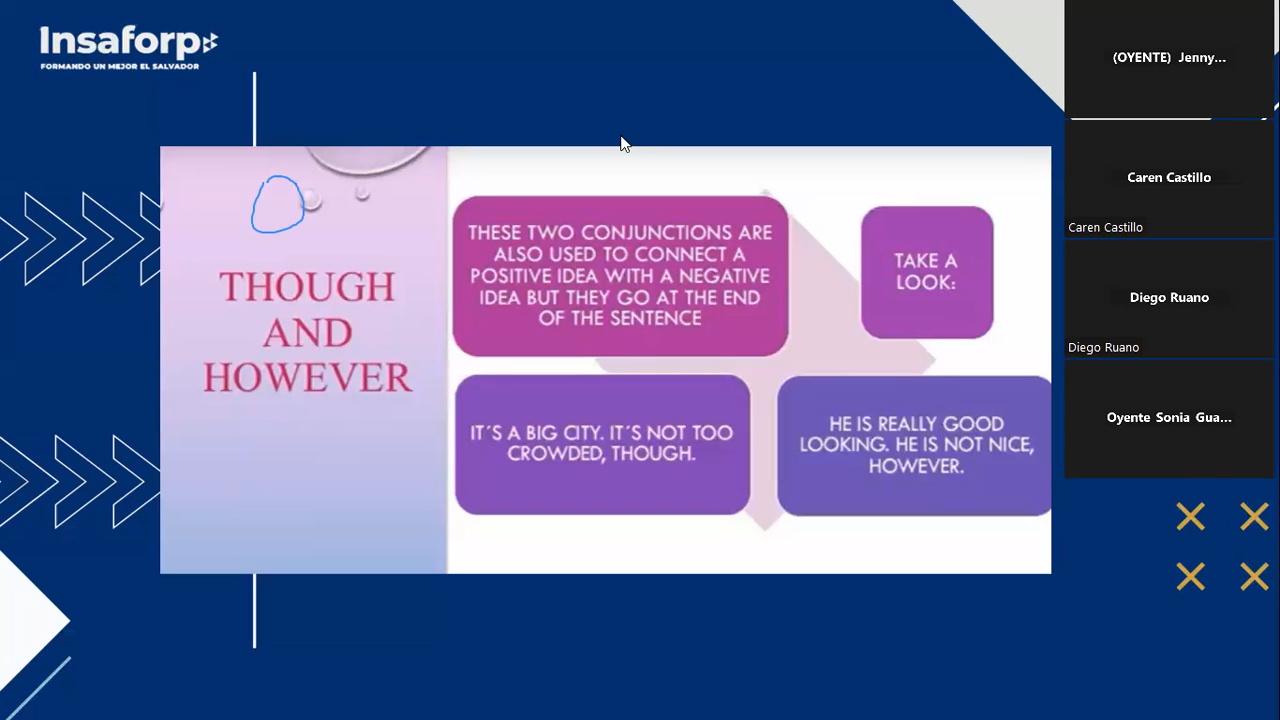 Insaforp
FORMANDO UN MEJOR EL SALVADOR
THOUGH
AND
HOWEVER
THESE TWO CONJUNCTIONS ARE
ALSO USED TO CONNECT A
POSITIVE IDEA WITH A NEGATIVE
IDEA BUT THEY GO AT THE END
OF THE SENTENCE
TAKE A
LOOK:
IT´S A BIG CITY. IT´S NOT TOO
CROWDED, THOUGH.
HE IS REALLY GOOD
LOOKING. HE IS NOT NICE,
HOWEVER.
(OYENTE) Jenny...
Caren Castillo
Caren Castillo
Diego Ruano
Diego Ruano
Oyente Sonia Gua...